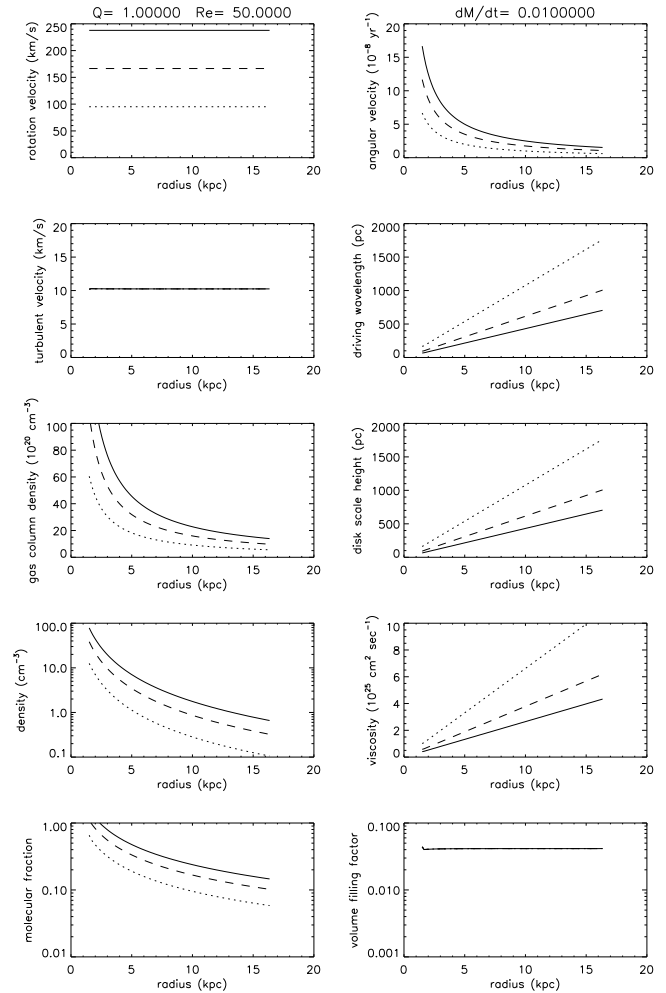 Q= 1.00000 Re= 50.0000
dM/dt= 0.0100000
rotation velocity (km/s)
250
200
150
100
50
0
0 5 10 15 20
radius (kpc)
angular velocity (10⁻⁸ yr⁻¹)
20
15
10
5
0
0 5 10 15 20
radius (kpc)
turbulent velocity (km/s)
20
15
10
5
0
0 5 10 15 20
radius (kpc)
driving wavelength (pc)
2000
1500
1000
500
0
0 5 10 15 20
radius (kpc)
gas column density (10²⁰ cm⁻³)
100
80
60
40
20
0
0 5 10 15 20
radius (kpc)
disk scale height (pc)
2000
1500
1000
500
0
0 5 10 15 20
radius (kpc)
density (cm⁻³)
100.0
10.0
1.0
0.1
0 5 10 15 20
radius (kpc)
viscosity (10²⁵ cm² sec⁻¹)
10
8
6
4
2
0
0 5 10 15 20
radius (kpc)
molecular fraction
1.00
0.10
0.01
0 5 10 15 20
radius (kpc)
volume filling factor
0.100
0.010
0.001
0 5 10 15 20
radius (kpc)